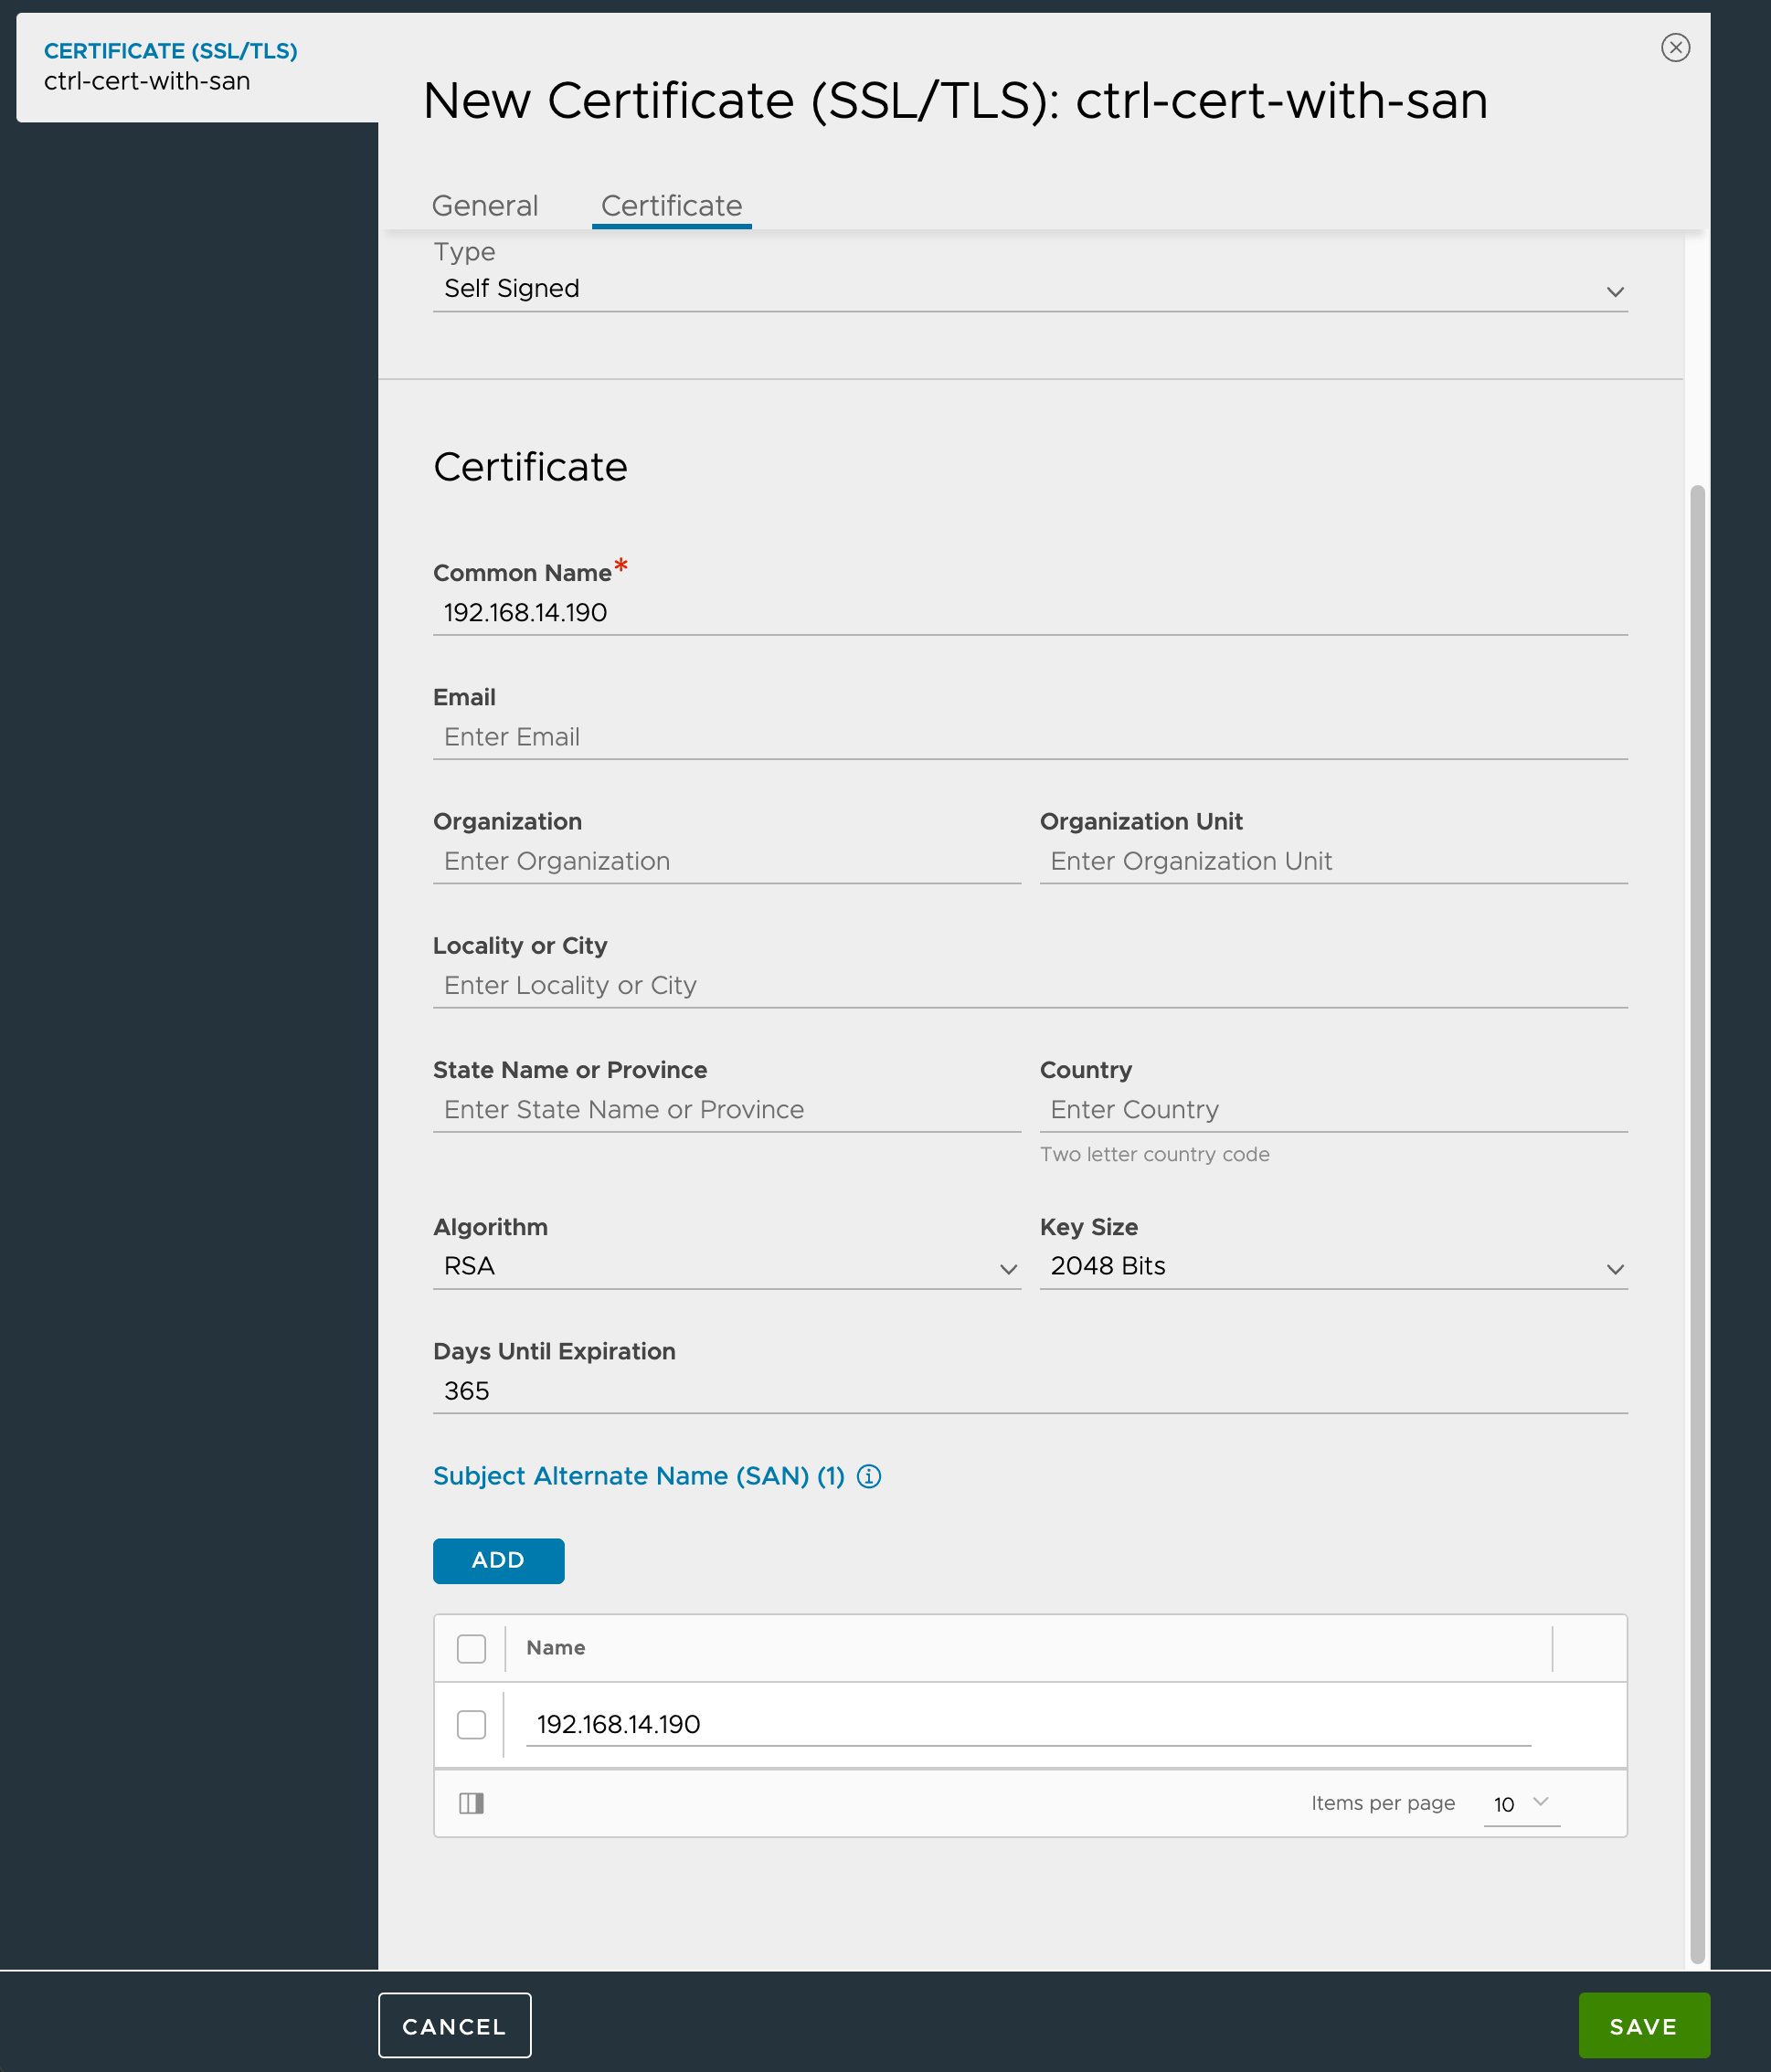 CERTIFICATE (SSL/TLS)
ctrl-cert-with-san
New Certificate (SSL/TLS): ctrl-cert-with-san
General Certificate
Type
Self Signed
Certificate
Common Name*
192.168.14.190
Email
Enter Email
Organization Organization Unit
Enter Organization Enter Organization Unit
Locality or City
Enter Locality or City
State Name or Province Country
Enter State Name or Province Enter Country
Two letter country code
Algorithm Key Size
RSA 2048 Bits
Days Until Expiration
365
Subject Alternate Name (SAN) (1)
ADD
Name
192.168.14.190
Items per page 10
CANCEL SAVE